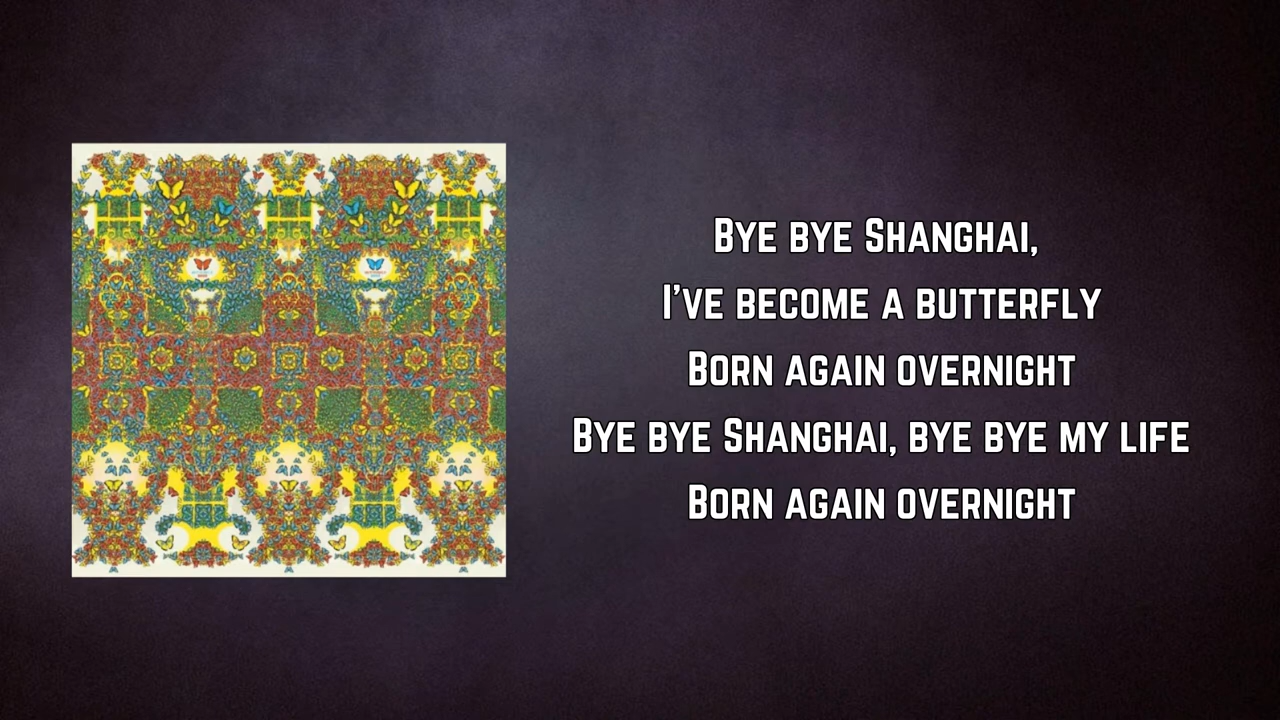 Bye bye Shanghai,
I've become a butterfly
Born again overnight
Bye bye Shanghai, bye bye my life
Born again overnight